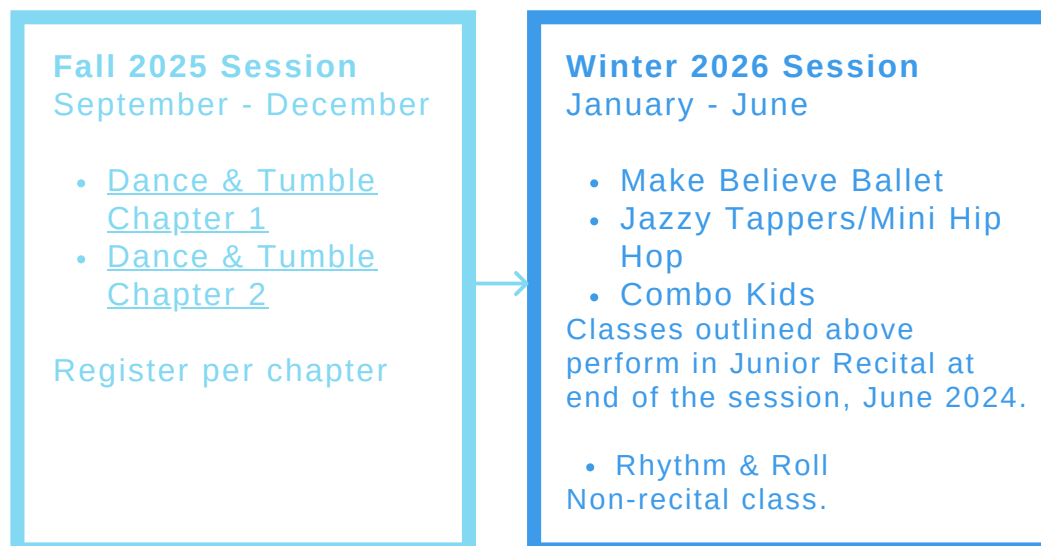 Fall 2025 Session
September - December
• Dance & Tumble
Chapter 1
• Dance & Tumble
Chapter 2
Register per chapter
Winter 2026 Session
January - June
• Make Believe Ballet
• Jazzy Tappers/Mini Hip
Hop
• Combo Kids
Classes outlined above
perform in Junior Recital at
end of the session, June 2024.
• Rhythm & Roll
Non-recital class.